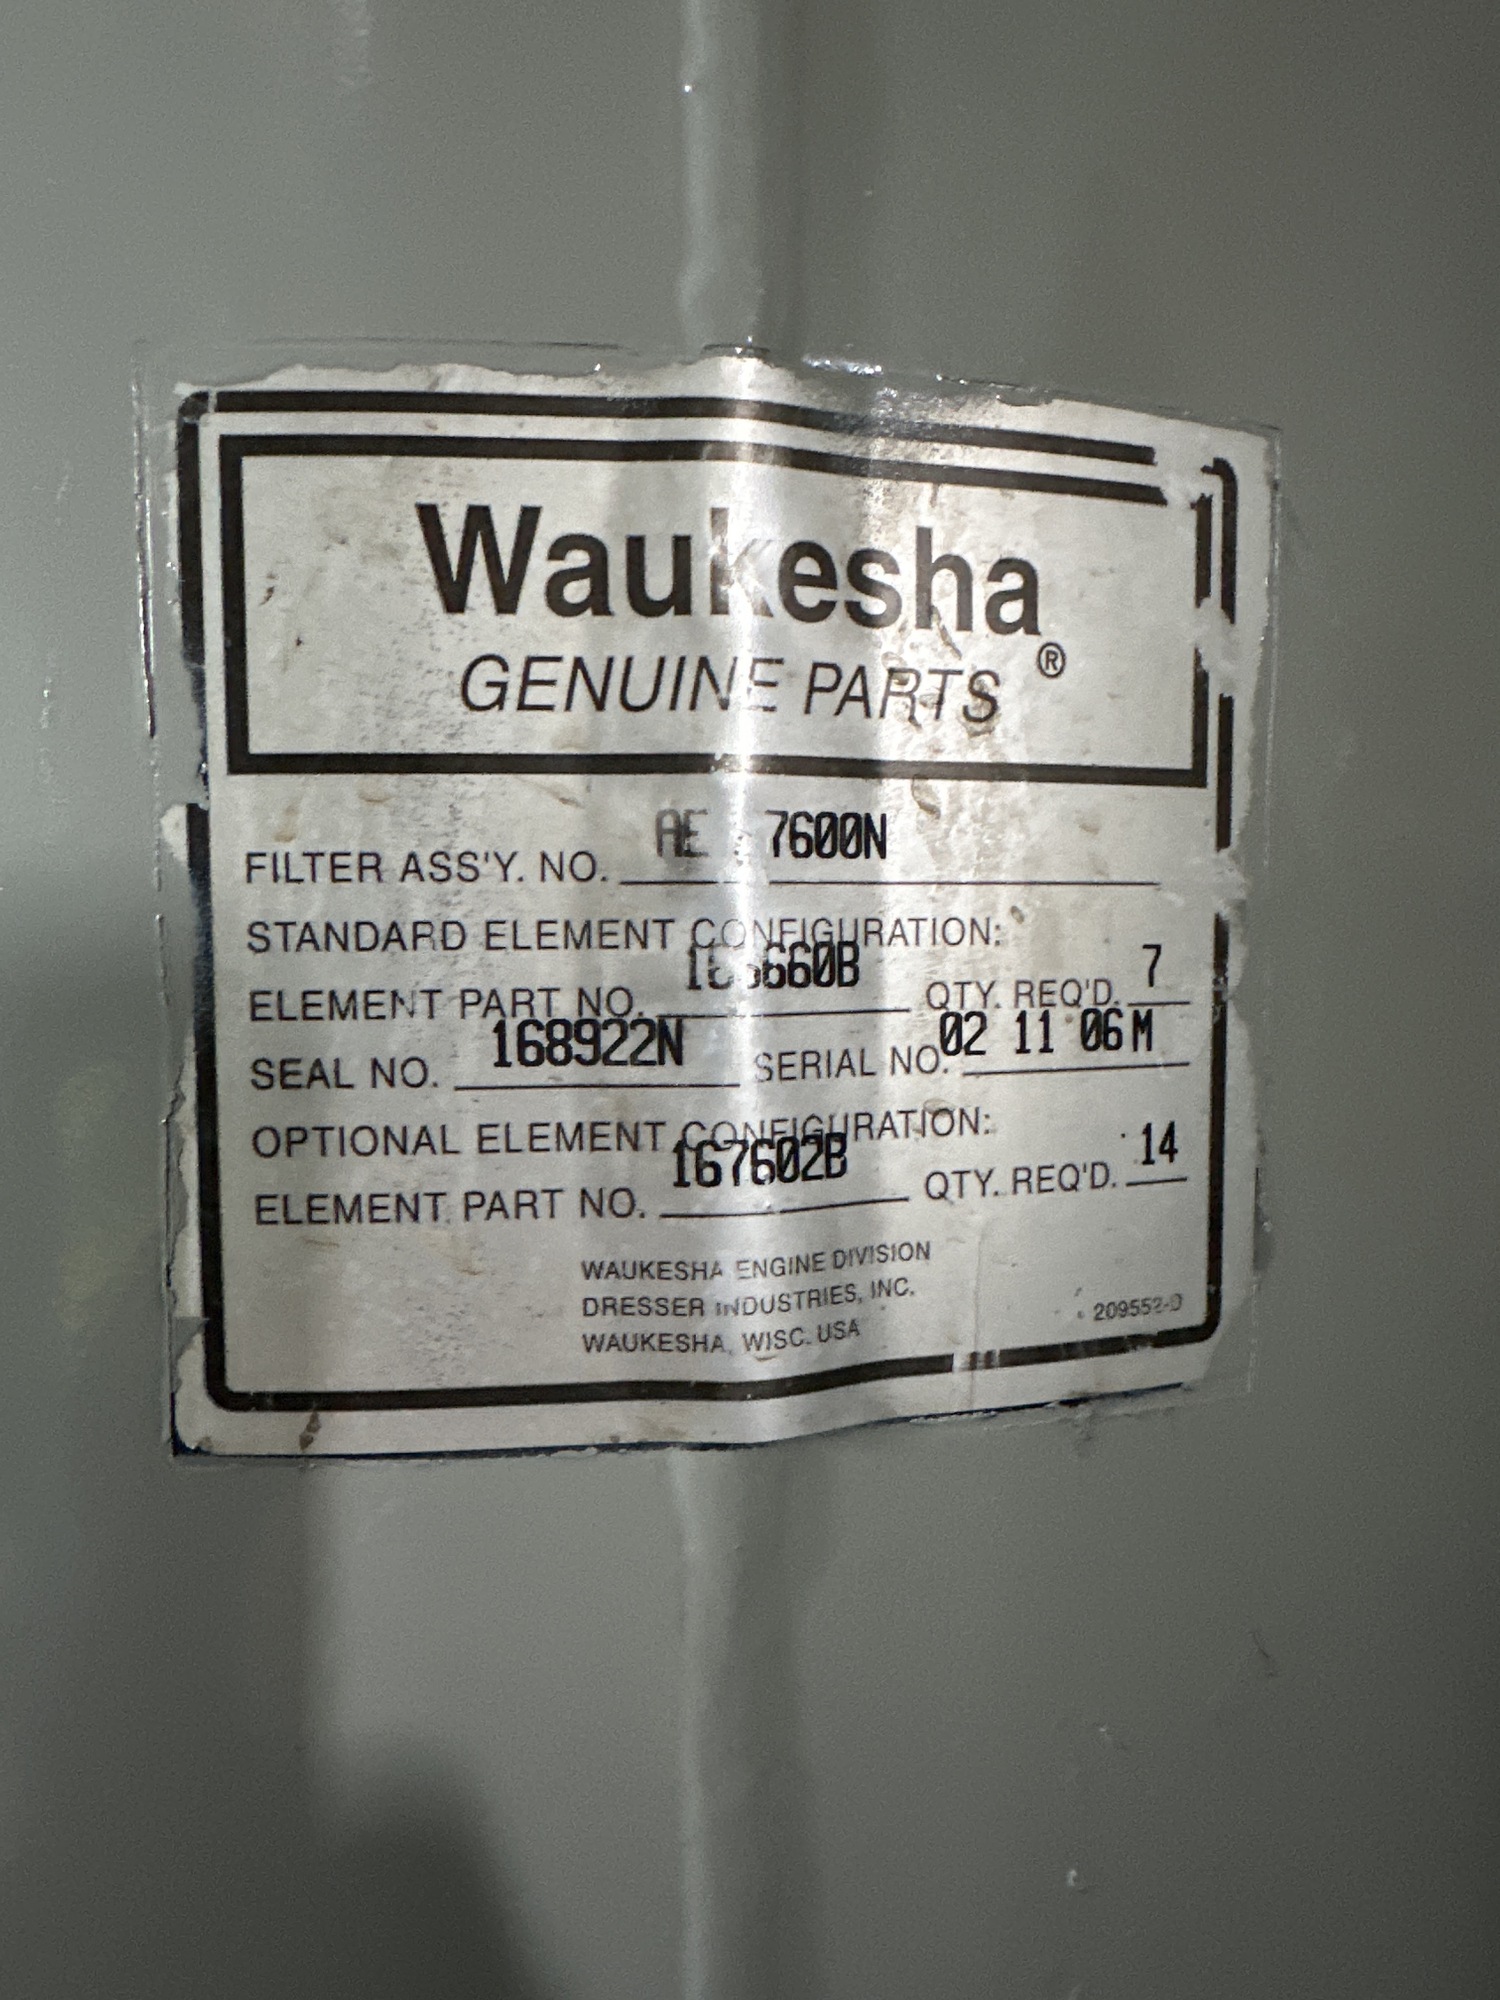 Waukesha®
GENUINE PARTS
FILTER ASS'Y. NO. AE 7600N
STANDARD ELEMENT CONFIGURATION:
ELEMENT PART NO. QTY. REQ'D. 7
SEAL NO. 168922N SERIAL NO. 02 11 06 M
OPTIONAL ELEMENT CONFIGURATION:
ELEMENT PART NO. 167602B QTY. REQ'D. 14
WAUKESHA ENGINE DIVISION
DRESSER INDUSTRIES, INC.
WAUKESHA, WISC. USA